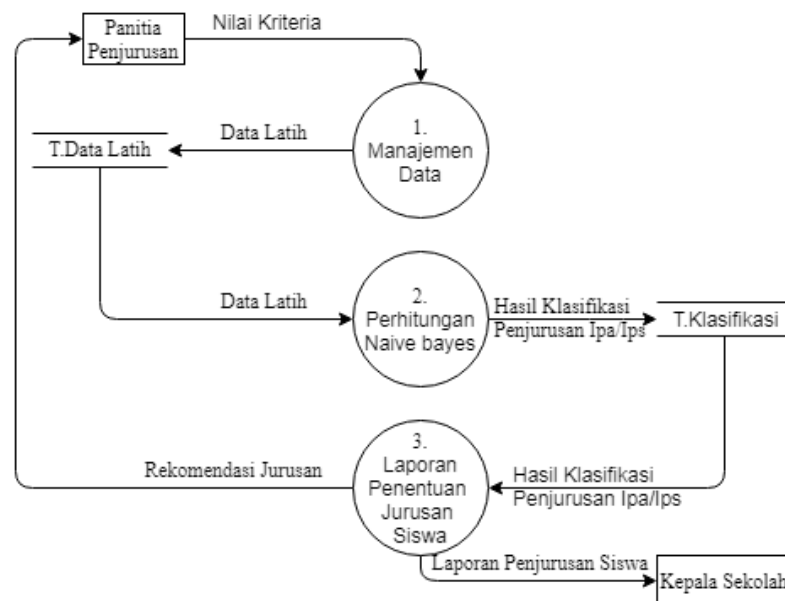 Panitia
Penjurusan
Nilai Kriteria
1.
Manajemen
Data
Data Latih
T.Data Latih
Data Latih
2.
Perhitungan
Naive bayes
Hasil Klasifikasi
Penjurusan Ipa/Ips
T.Klasifikasi
Hasil Klasifikasi
Penjurusan Ipa/Ips
3.
Laporan
Penentuan
Jurusan
Siswa
Rekomendasi Jurusan
Laporan Penjurusan Siswa
Kepala Sekolah